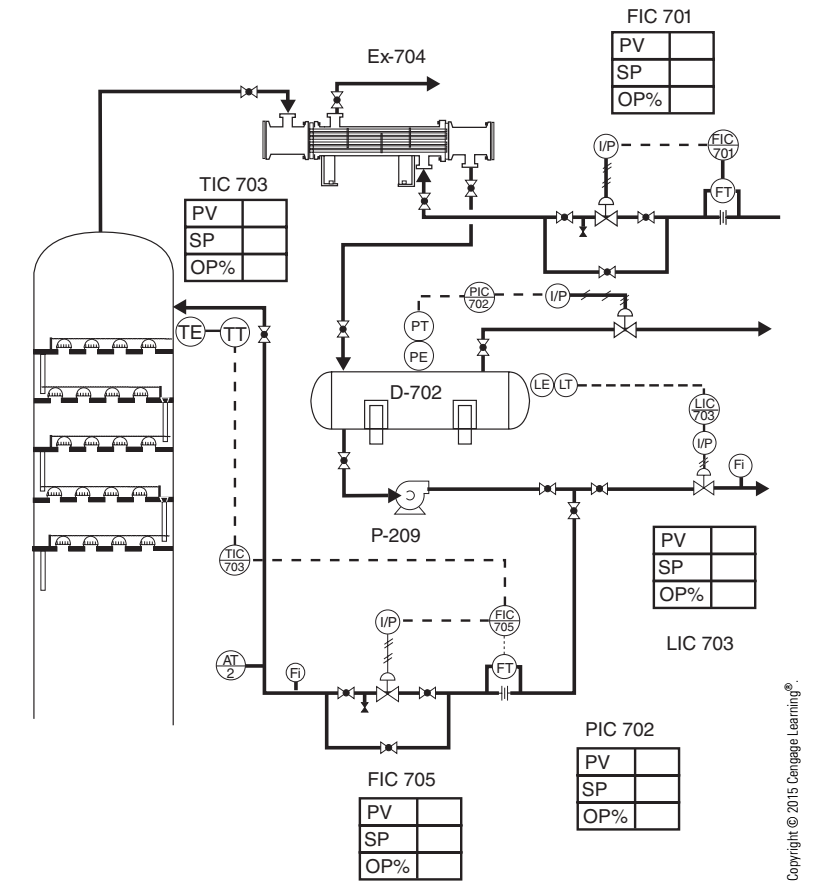 FIC 701
PV
SP
OP%
Ex-704
I/P
FIC
701
FT
TIC 703
PV
SP
OP%
PIC
702
I/P
PT
PE
TE
TT
D-702
LE
LT
LIC
703
I/P
Fi
P-209
PV
SP
OP%
LIC 703
TIC
703
I/P
FIC
705
FT
AT
2
Fi
PIC 702
PV
SP
OP%
FIC 705
PV
SP
OP%
Copyright © 2015 Cengage Learning®.